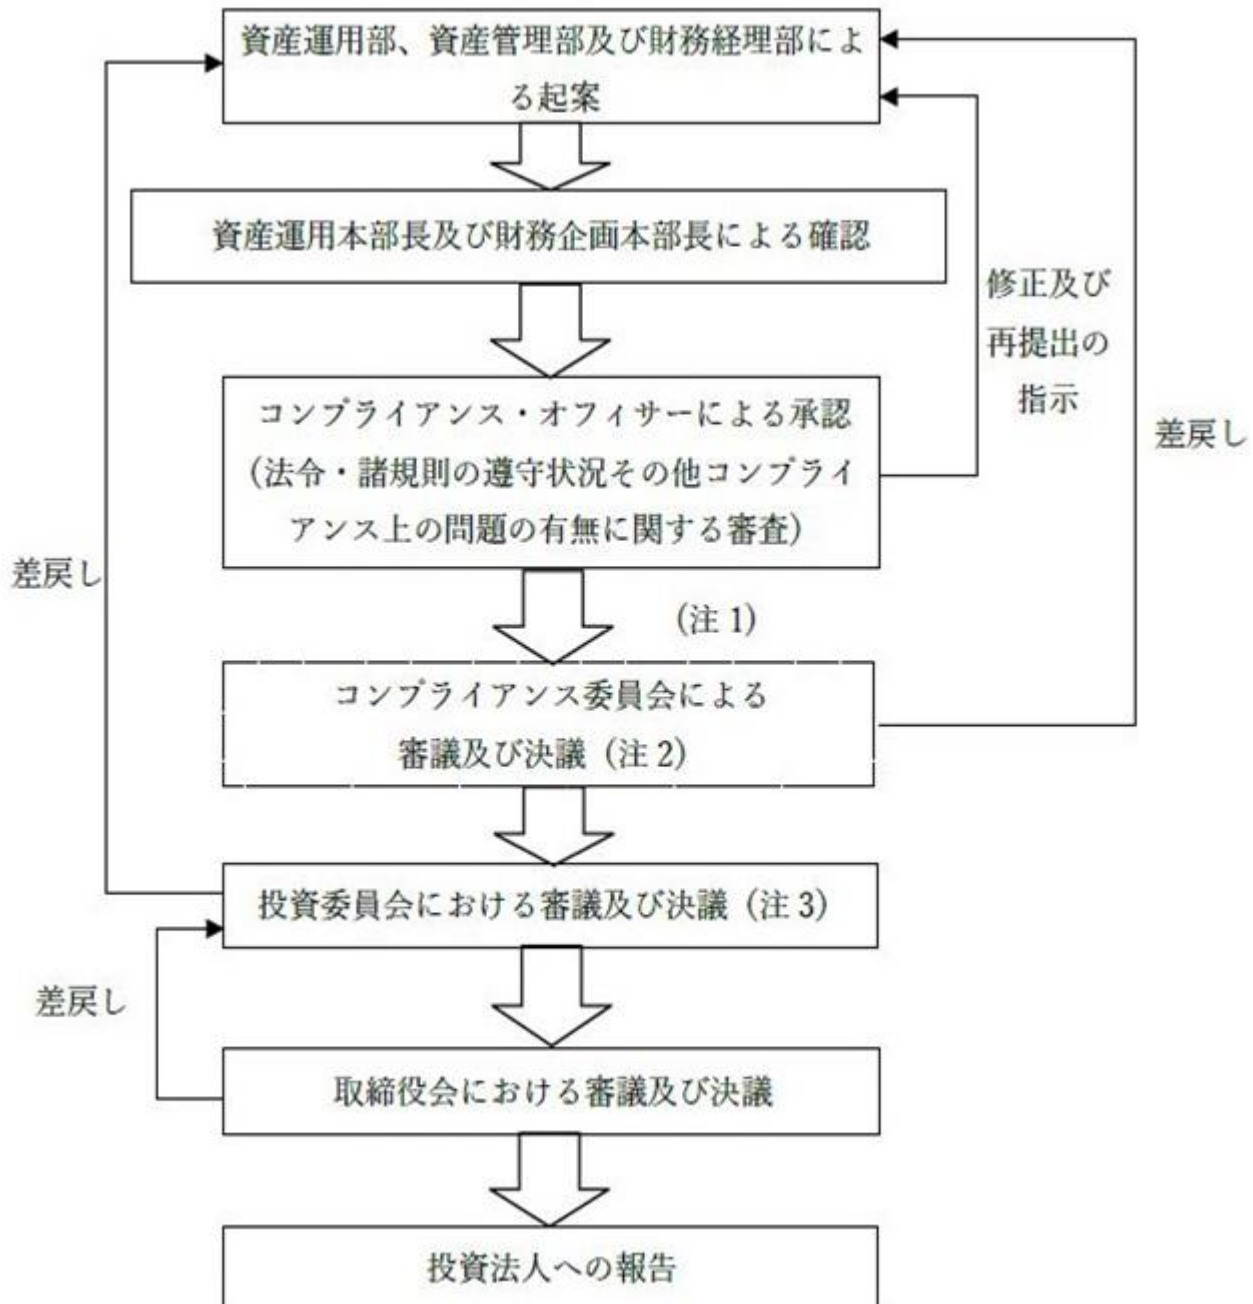 資産運用部、資産管理部及び財務経理部によ
る起案
資産運用本部長及び財務企画本部長による確認
修正及び
再提出の
指示
コンプライアンス・オフィサーによる承認
(法令・諸規則の遵守状況その他コンプライ
アンス上の問題の有無に関する審査)
差戻し
差戻し
(注 1)
コンプライアンス委員会による
審議及び決議（注 2）
投資委員会における審議及び決議（注 3）
差戻し
取締役会における審議及び決議
投資法人への報告